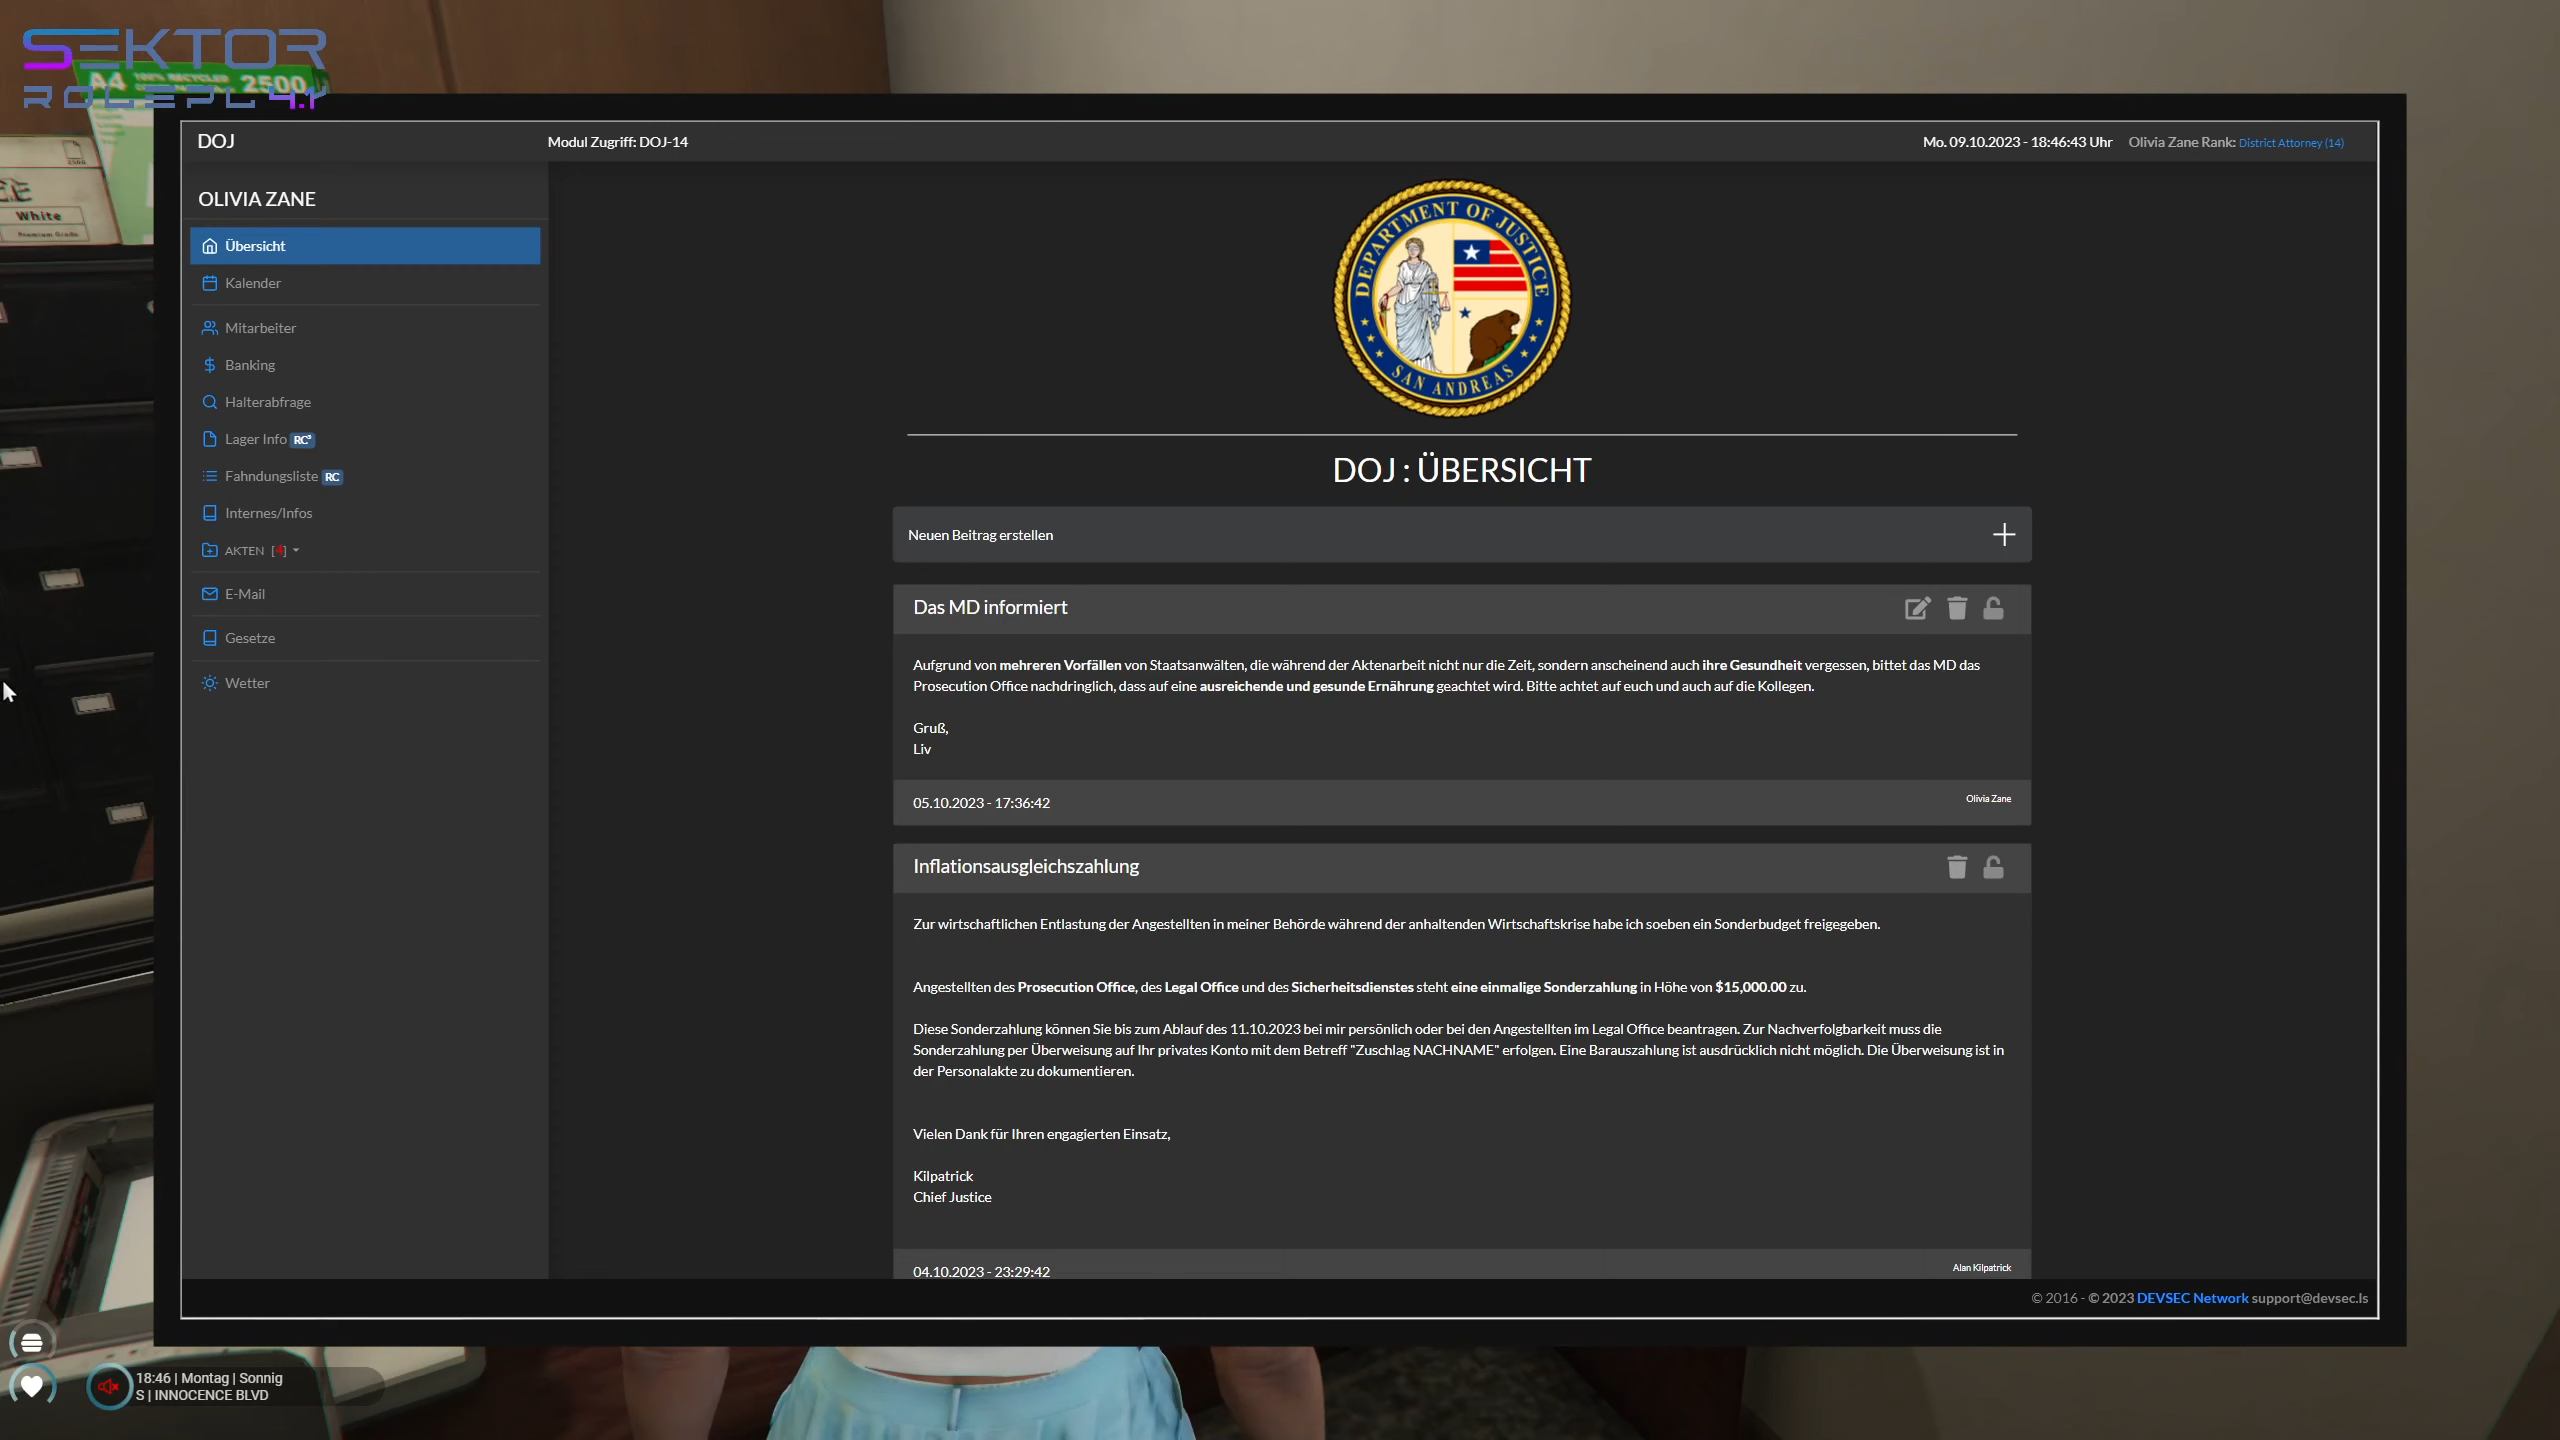 SEKTOR
ROLEPL4.Y
A4 100% RECYCLED 2500
White
Premium Grade
DOJ
Modul Zugriff: DOJ-14
Mo. 09.10.2023 - 18:46:43 Uhr
Olivia Zane Rank: District Attorney (14)
OLIVIA ZANE
Übersicht
Kalender
Mitarbeiter
Banking
Halterabfrage
Lager Info RC³
Fahndungsliste RC
Internes/Infos
AKTEN [4]
E-Mail
Gesetze
Wetter
DEPARTMENT OF JUSTICE
SAN ANDREAS
DOJ : ÜBERSICHT
Neuen Beitrag erstellen
Das MD informiert
Aufgrund von mehreren Vorfällen von Staatsanwälten, die während der Aktenarbeit nicht nur die Zeit, sondern anscheinend auch ihre Gesundheit vergessen, bittet das MD das
Prosecution Office nachdringlich, dass auf eine ausreichende und gesunde Ernährung geachtet wird. Bitte achtet auf euch und auch auf die Kollegen.
Gruß,
Liv
05.10.2023 - 17:36:42
Olivia Zane
Inflationsausgleichszahlung
Zur wirtschaftlichen Entlastung der Angestellten in meiner Behörde während der anhaltenden Wirtschaftskrise habe ich soeben ein Sonderbudget freigegeben.
Angestellten des Prosecution Office, des Legal Office und des Sicherheitsdienstes steht eine einmalige Sonderzahlung in Höhe von $15,000.00 zu.
Diese Sonderzahlung können Sie bis zum Ablauf des 11.10.2023 bei mir persönlich oder bei den Angestellten im Legal Office beantragen. Zur Nachverfolgbarkeit muss die
Sonderzahlung per Überweisung auf Ihr privates Konto mit dem Betreff "Zuschlag NACHNAME" erfolgen. Eine Barauszahlung ist ausdrücklich nicht möglich. Die Überweisung ist in
der Personalakte zu dokumentieren.
Vielen Dank für Ihren engagierten Einsatz,
Kilpatrick
Chief Justice
04.10.2023 - 23:29:42
Alan Kilpatrick
© 2016 - © 2023 DEVSEC Network support@devsec.ls
18:46 | Montag | Sonnig
S | INNOCENCE BLVD